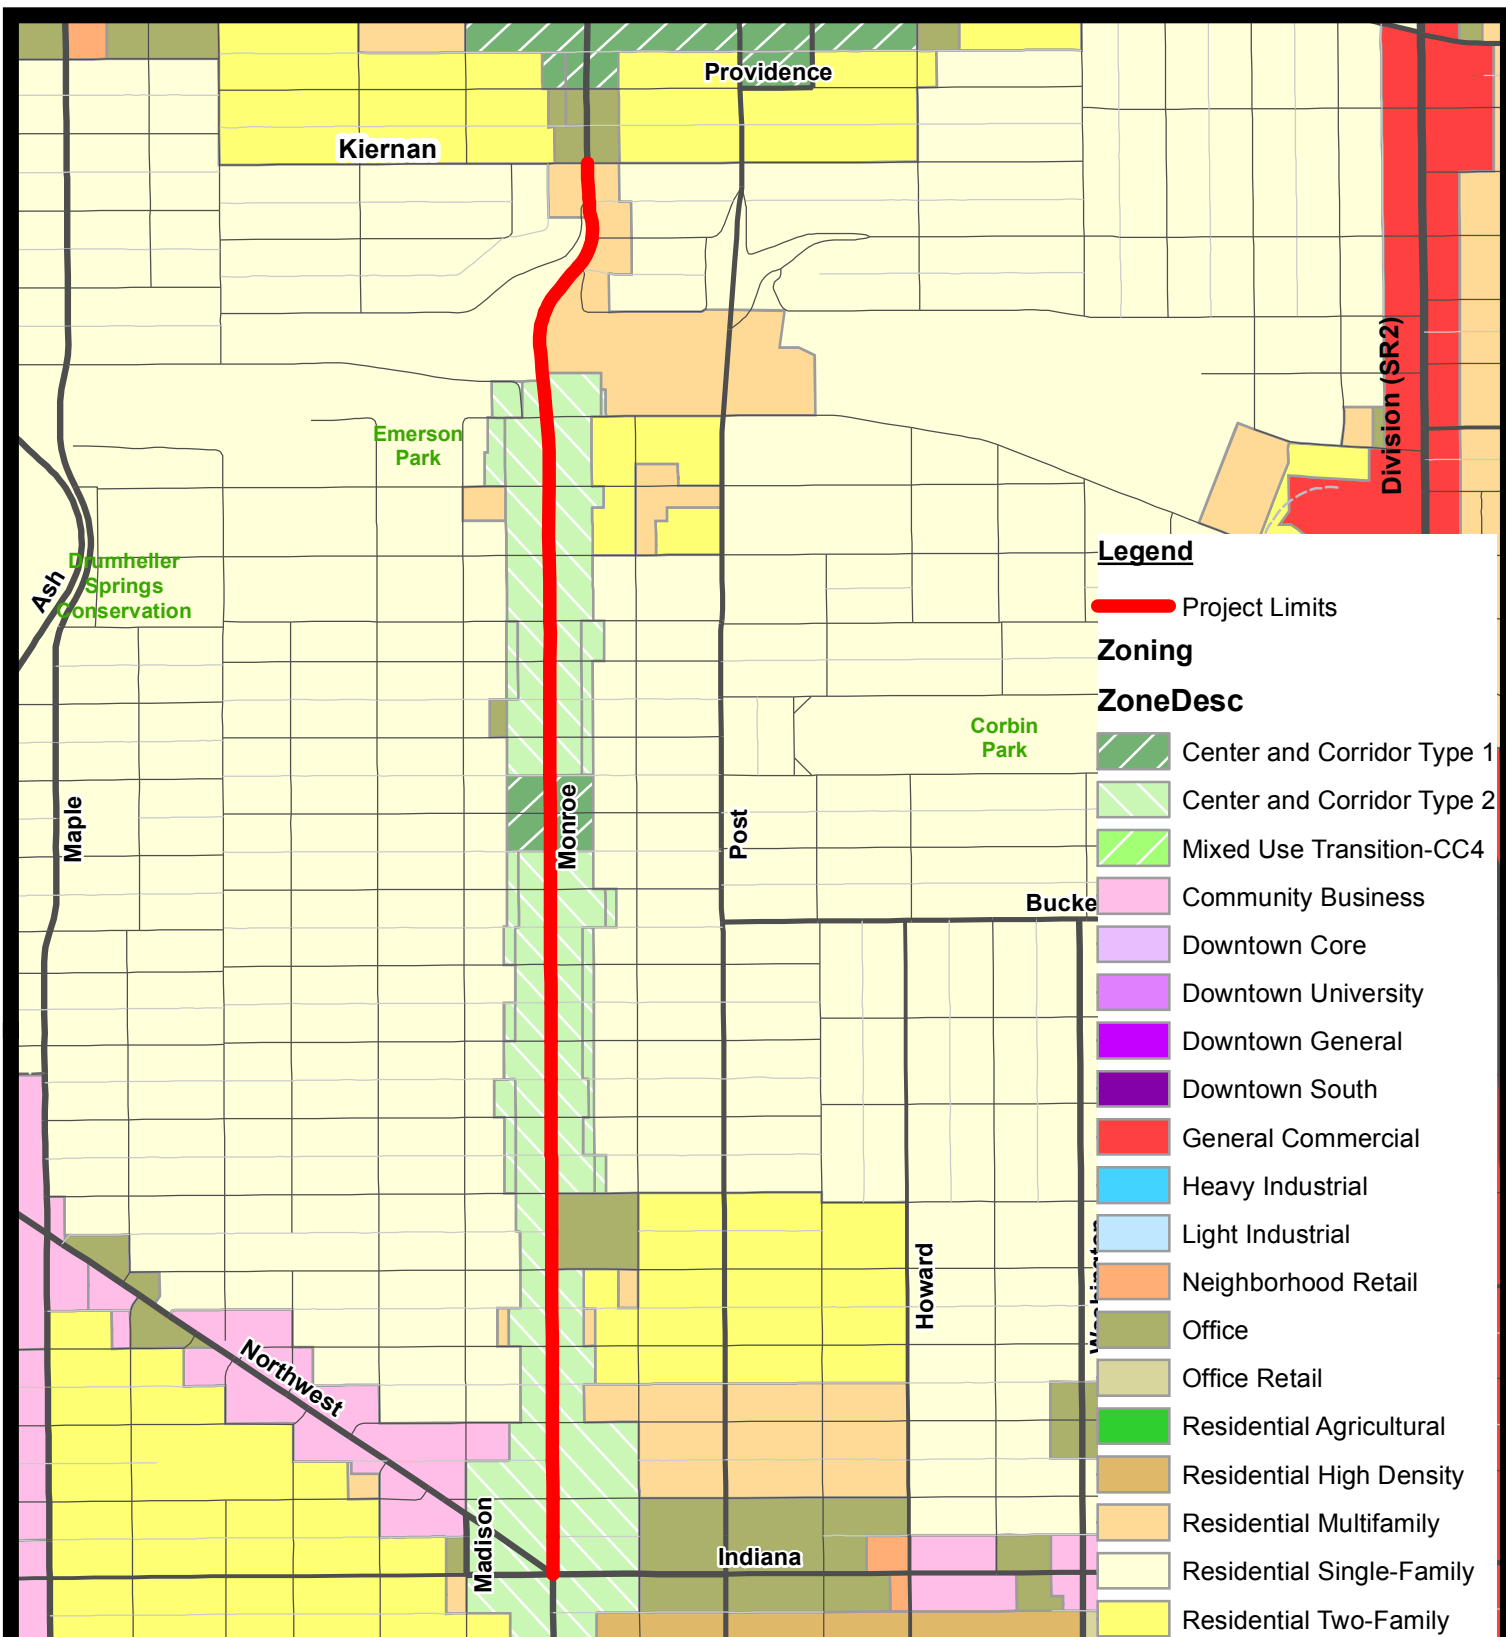 Providence
Kiernan
Division (SR2)
Emerson
Park
Drumheller
Springs
Conservation
Ash
Maple
Monroe
Post
Corbin
Park
Bucke
Howard
Washington
Northwest
Madison
Indiana
Legend
Project Limits
Zoning
ZoneDesc
Center and Corridor Type 1
Center and Corridor Type 2
Mixed Use Transition-CC4
Community Business
Downtown Core
Downtown University
Downtown General
Downtown South
General Commercial
Heavy Industrial
Light Industrial
Neighborhood Retail
Office
Office Retail
Residential Agricultural
Residential High Density
Residential Multifamily
Residential Single-Family
Residential Two-Family